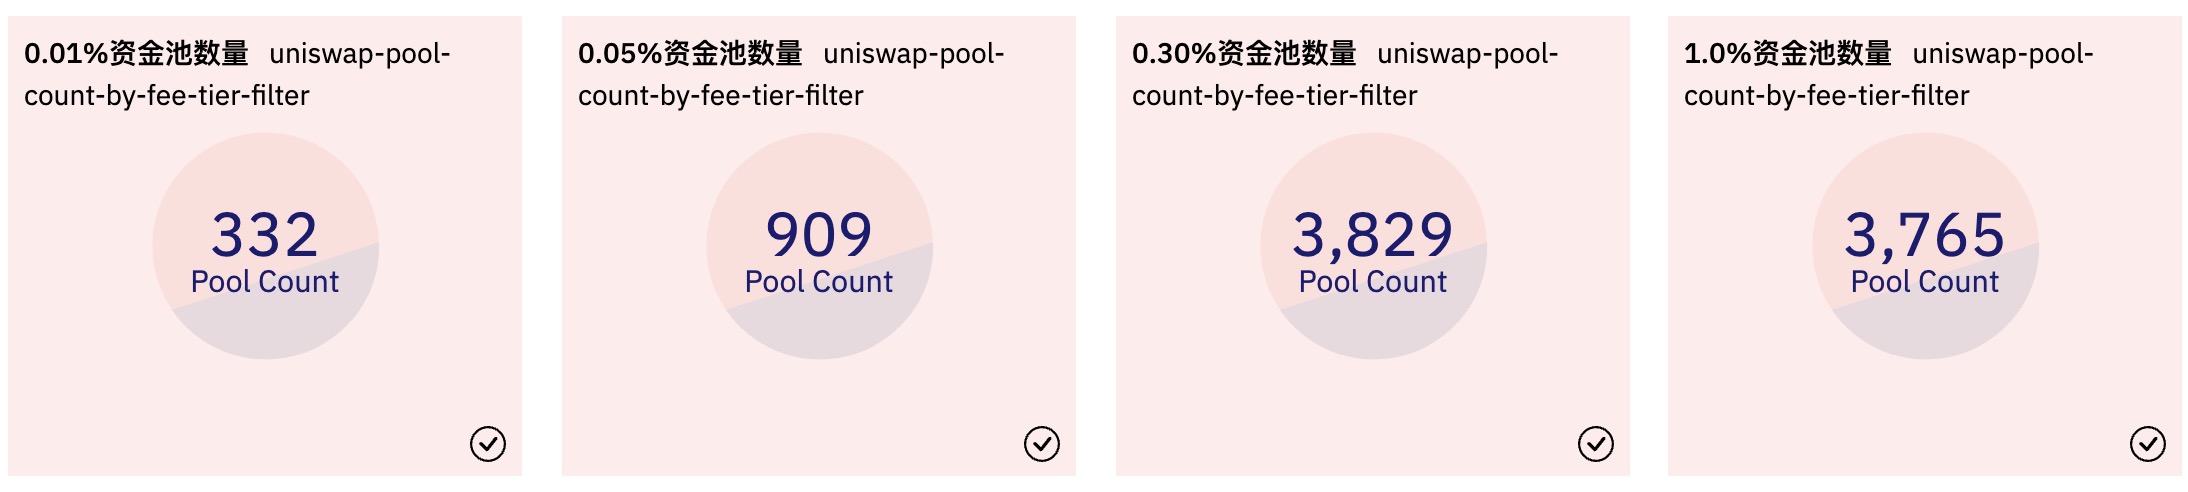 0.01%资金池数量 uniswap-pool-
count-by-fee-tier-filter
332
Pool Count
0.05%资金池数量 uniswap-pool-
count-by-fee-tier-filter
909
Pool Count
0.30%资金池数量 uniswap-pool-
count-by-fee-tier-filter
3,829
Pool Count
1.0%资金池数量 uniswap-pool-
count-by-fee-tier-filter
3,765
Pool Count